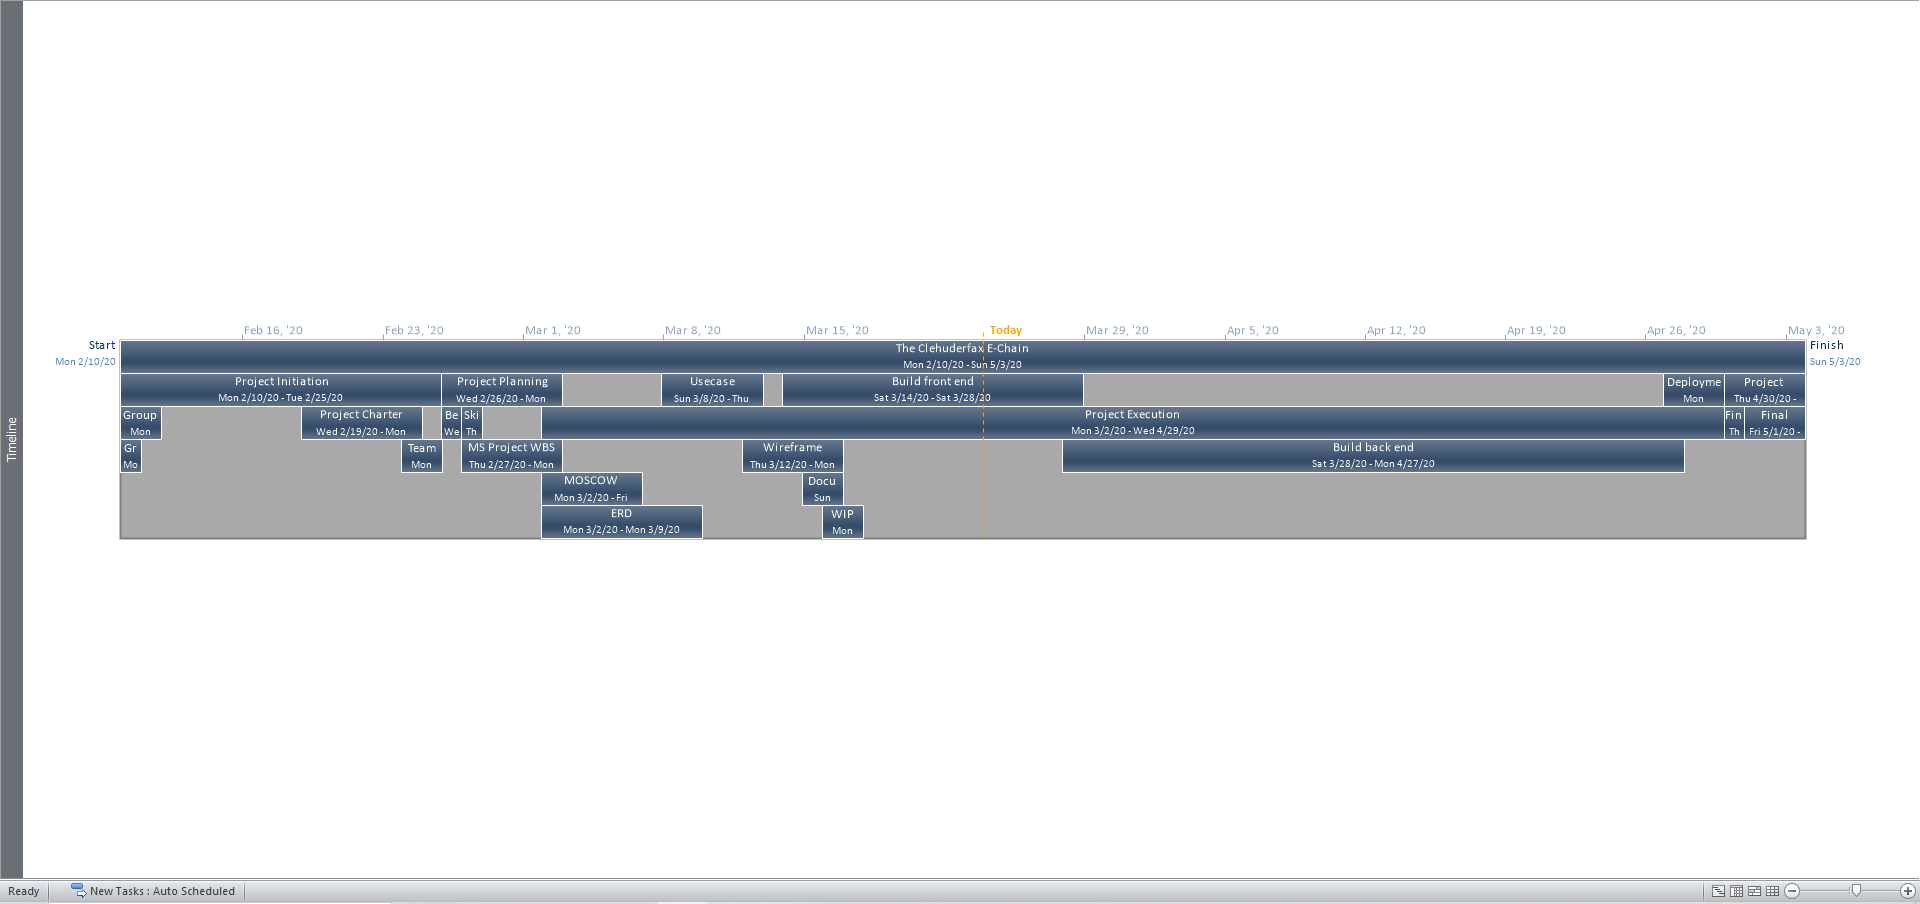 Timeline
Feb 16, '20
Feb 23, '20
Mar 1, '20
Mar 8, '20
Mar 15, '20
Today
Mar 29, '20
Apr 5, '20
Apr 12, '20
Apr 19, '20
Apr 26, '20
May 3, '20
Start
Mon 2/10/20
The Clehuderfax E-Chain
Mon 2/10/20 - Sun 5/3/20
Finish
Sun 5/3/20
Project Initiation
Mon 2/10/20 - Tue 2/25/20
Project Planning
Wed 2/26/20 - Mon
Usecase
Sun 3/8/20 - Thu
Build front end
Sat 3/14/20 - Sat 3/28/20
Deployme
Mon
Project
Thu 4/30/20 -
Group
Mon
Project Charter
Wed 2/19/20 - Mon
Be
We
Ski
Th
Project Execution
Mon 3/2/20 - Wed 4/29/20
Fin
Th
Final
Fri 5/1/20 -
Gr
Mo
Team
Mon
MS Project WBS
Thu 2/27/20 - Mon
Wireframe
Thu 3/12/20 - Mon
Build back end
Sat 3/28/20 - Mon 4/27/20
MOSCOW
Mon 3/2/20 - Fri
Docu
Sun
ERD
Mon 3/2/20 - Mon 3/9/20
WIP
Mon
Ready
New Tasks : Auto Scheduled